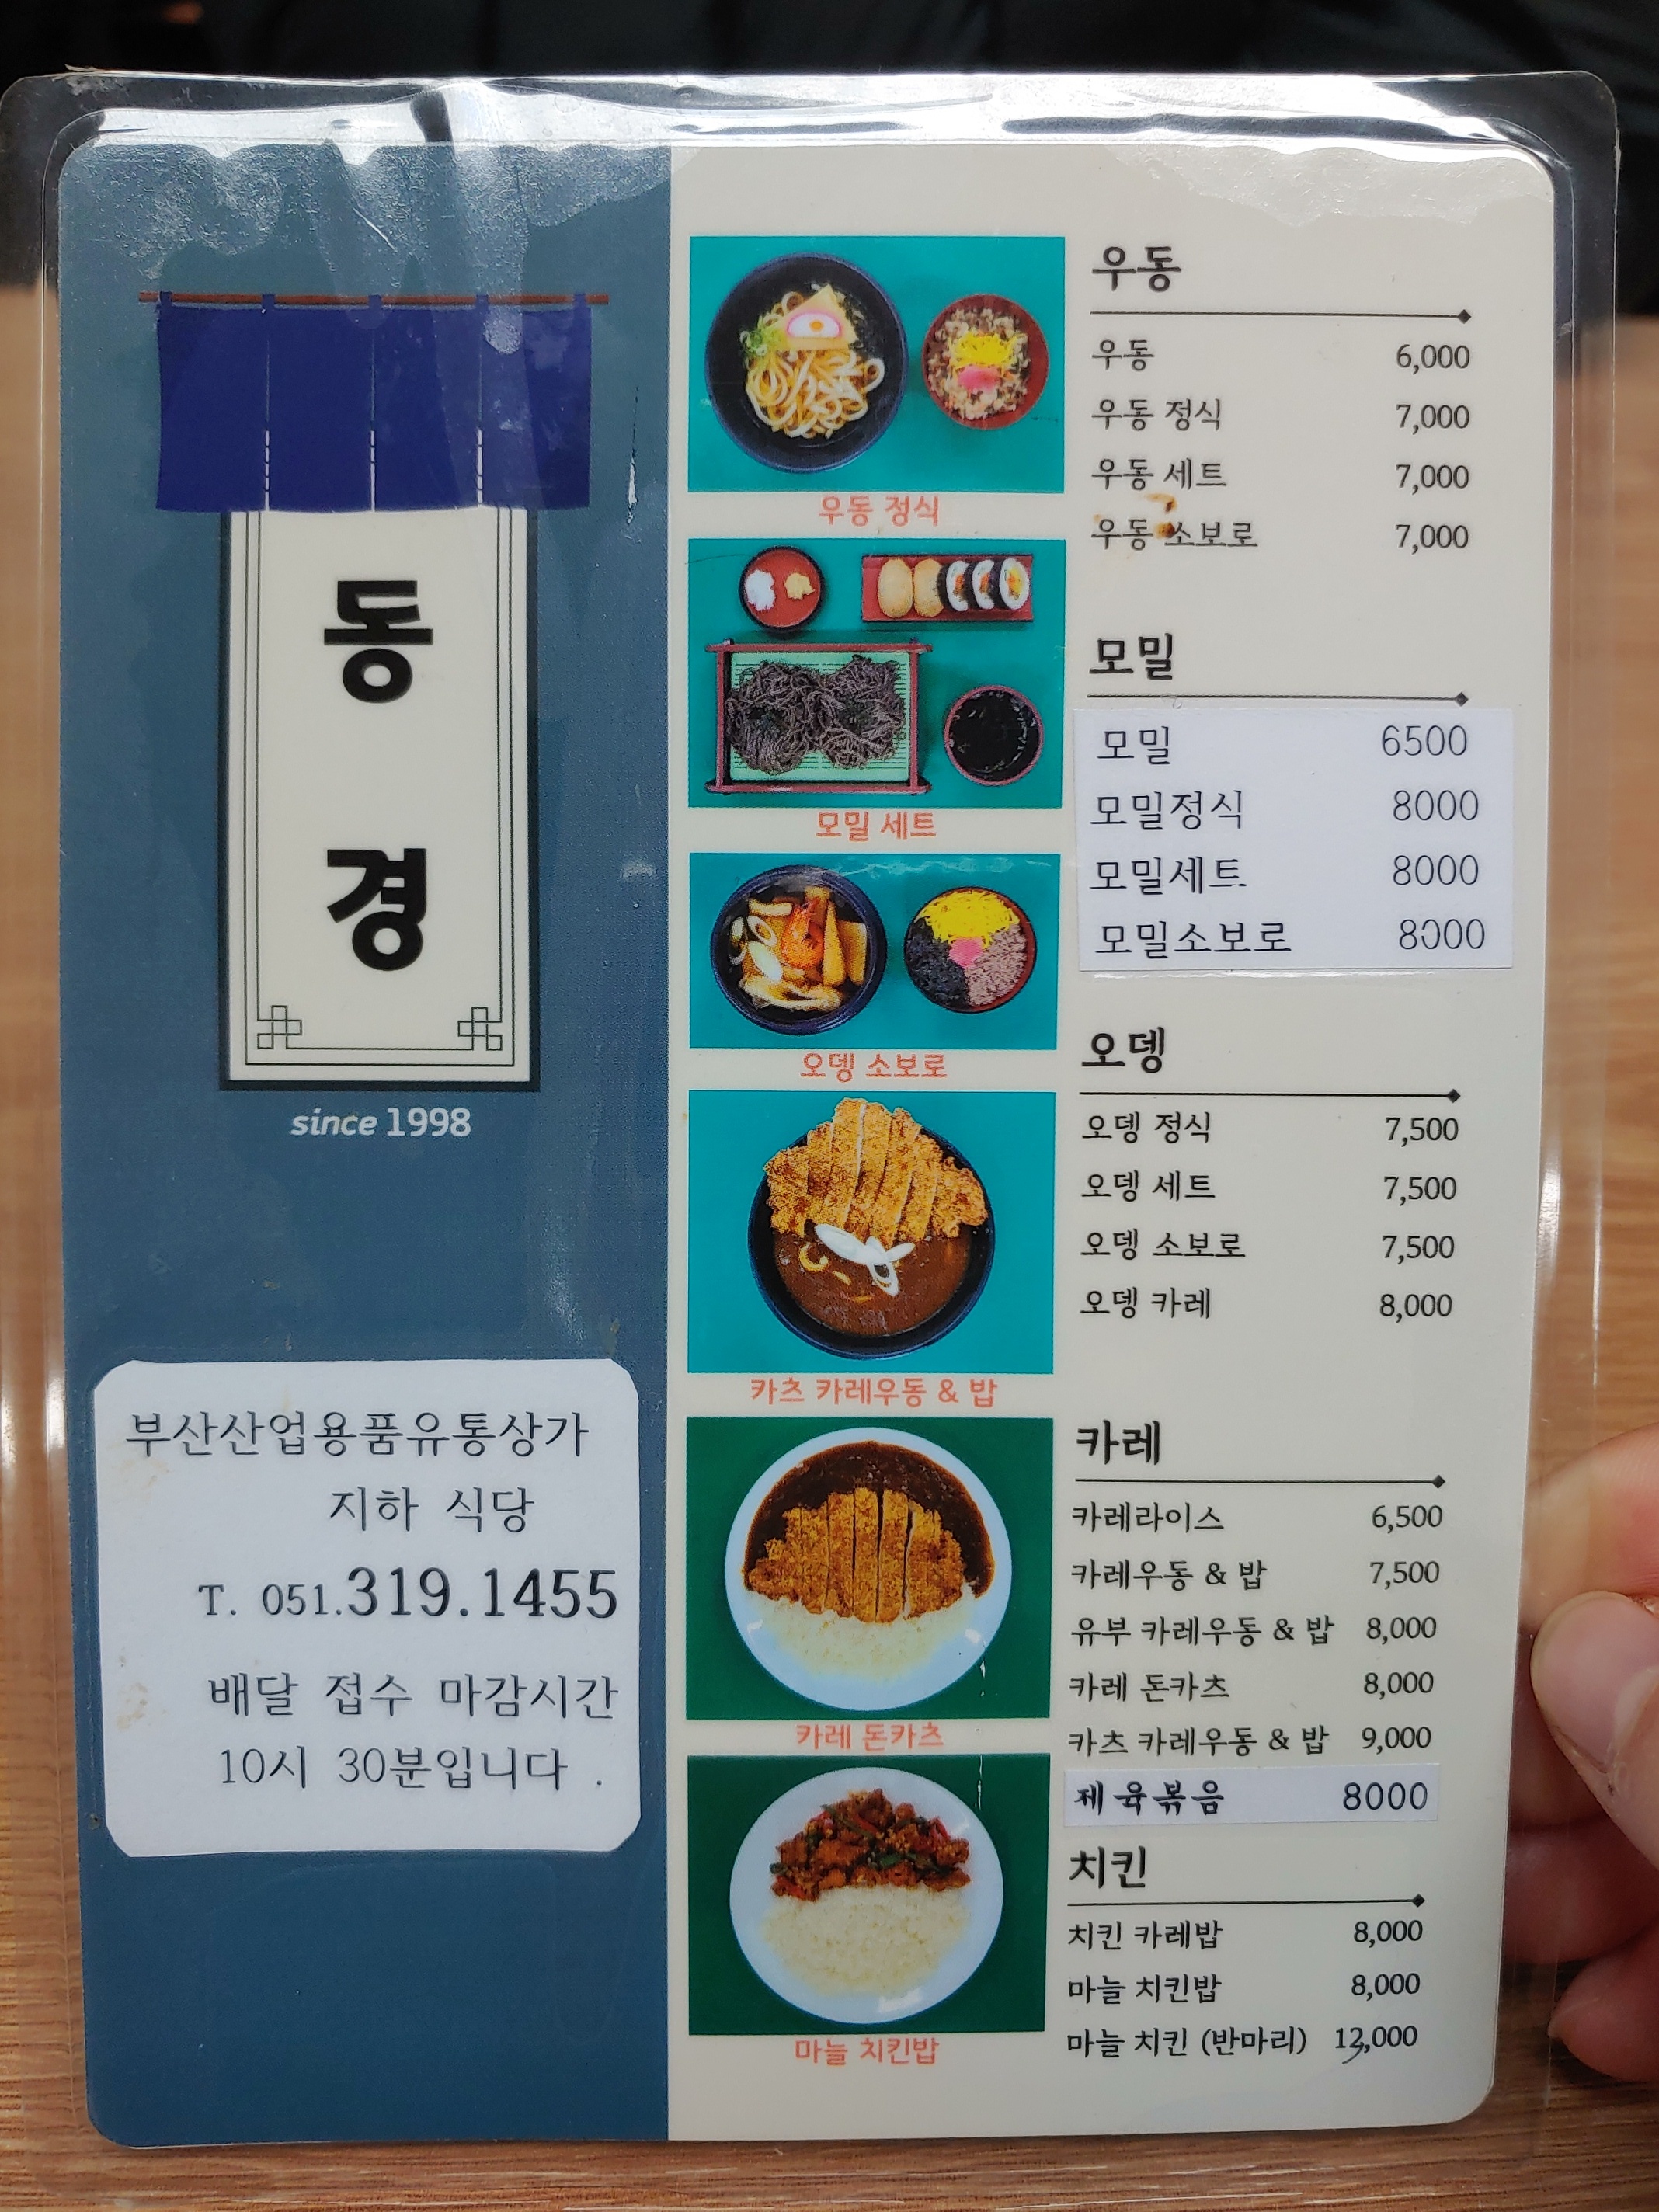 동
경
since 1998
부산산업용품유통상가
지하 식당
T. 051.319.1455
배달 접수 마감시간
10시 30분입니다 .
우동 정식
모밀 세트
오뎅 소보로
카츠 카레우동 & 밥
카레 돈카츠
마늘 치킨밥
우동
우동 6,000
우동 정식 7,000
우동 세트 7,000
우동 소보로 7,000
모밀
모밀 6500
모밀정식 8000
모밀세트 8000
모밀소보로 8000
오뎅
오뎅 정식 7,500
오뎅 세트 7,500
오뎅 소보로 7,500
오뎅 카레 8,000
카레
카레라이스 6,500
카레우동 & 밥 7,500
유부 카레우동 & 밥 8,000
카레 돈카츠 8,000
카츠 카레우동 & 밥 9,000
제육볶음 8000
치킨
치킨 카레밥 8,000
마늘 치킨밥 8,000
마늘 치킨 (반마리)